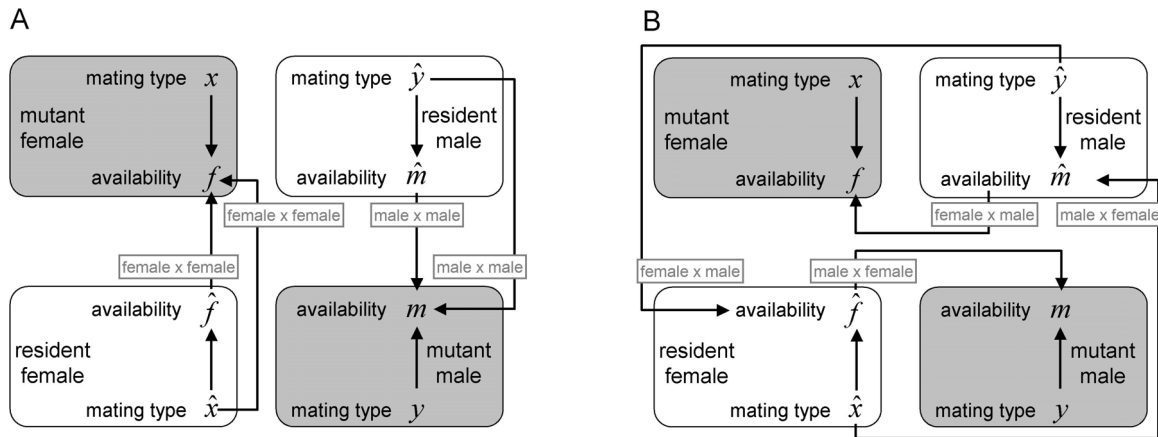 A
mating type x
mutant
female
availability f
mating type ŷ
resident
male
availability m̂
female x female
male x male
female x female
male x male
availability f̂
resident
female
mating type x̂
availability m
mutant
male
mating type y
B
mating type x
mutant
female
availability f
mating type ŷ
resident
male
availability m̂
female x male
male x female
female x male
male x female
availability f̂
resident
female
mating type x̂
availability m
mutant
male
mating type y